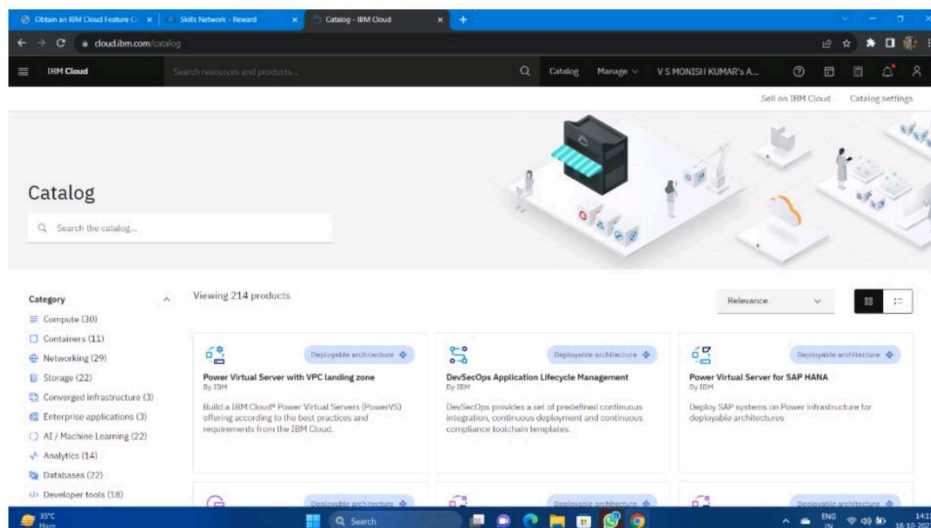 Obtain an IBM Cloud Feature C
Skills Network - Reward
Catalog - IBM Cloud
cloud.ibm.com/catalog
IBM Cloud
Search resources and products...
Catalog
Manage
V S MONISH KUMAR's A...
Sell on IBM Cloud
Catalog settings
Catalog
Search the catalog...
Category
Viewing 214 products
Relevance
Compute (30)
Containers (11)
Networking (29)
Storage (22)
Converged infrastructure (3)
Enterprise applications (3)
AI / Machine Learning (22)
Analytics (14)
Databases (22)
Developer tools (18)
Deployable architecture
Power Virtual Server with VPC landing zone
By IBM
Build a IBM Cloud® Power Virtual Servers (PowerVS)
offering according to the best practices and
requirements from the IBM Cloud.
Deployable architecture
DevSecOps Application Lifecycle Management
By IBM
DevSecOps provides a set of predefined continuous
integration, continuous deployment and continuous
compliance toolchain templates.
Deployable architecture
Power Virtual Server for SAP HANA
By IBM
Deploy SAP systems on Power infrastructure for
deployable architectures
Deployable architecture
Deployable architecture
Deployable architecture
35°C
Haze
Search
ENG
IN
16-10-202